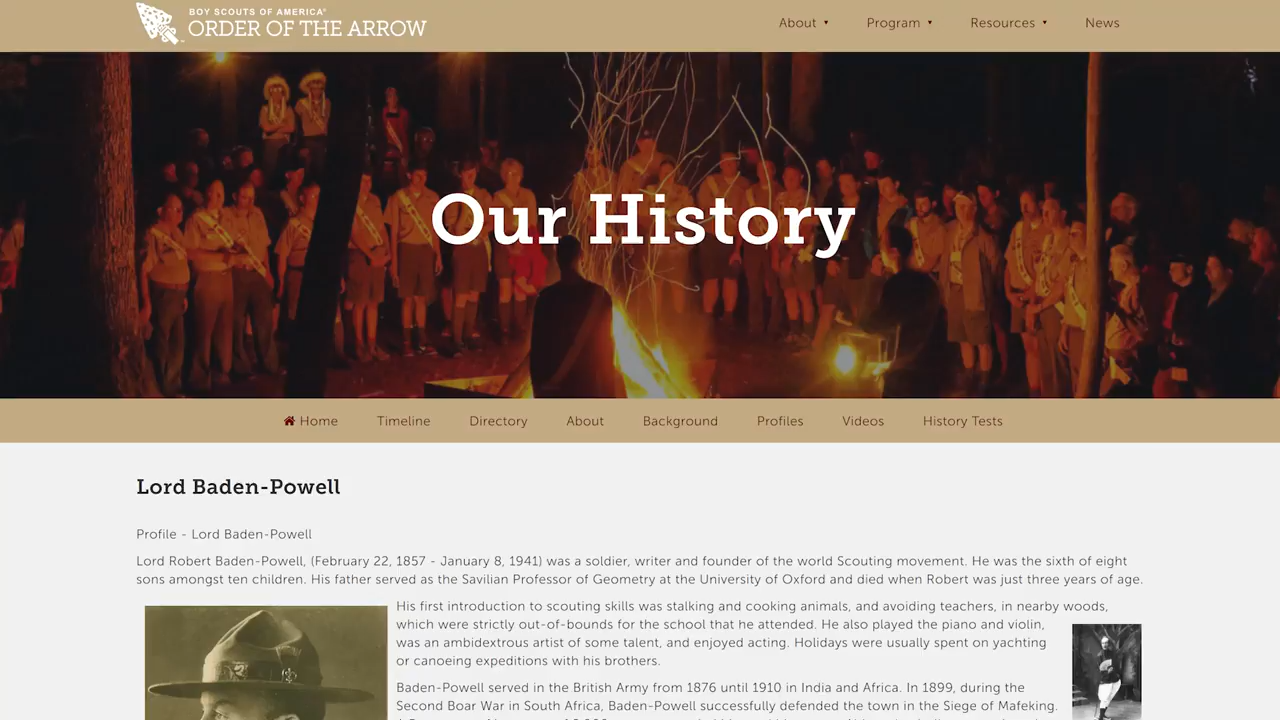 BOY SCOUTS OF AMERICA®
ORDER OF THE ARROW
About ▾ Program ▾ Resources ▾ News
Our History
Home Timeline Directory About Background Profiles Videos History Tests
Lord Baden-Powell
Profile - Lord Baden-Powell
Lord Robert Baden-Powell, (February 22, 1857 - January 8, 1941) was a soldier, writer and founder of the world Scouting movement. He was the sixth of eight
sons amongst ten children. His father served as the Savilian Professor of Geometry at the University of Oxford and died when Robert was just three years of age.
His first introduction to scouting skills was stalking and cooking animals, and avoiding teachers, in nearby woods,
which were strictly out-of-bounds for the school that he attended. He also played the piano and violin,
was an ambidextrous artist of some talent, and enjoyed acting. Holidays were usually spent on yachting
or canoeing expeditions with his brothers.
Baden-Powell served in the British Army from 1876 until 1910 in India and Africa. In 1899, during the
Second Boar War in South Africa, Baden-Powell successfully defended the town in the Siege of Mafeking.